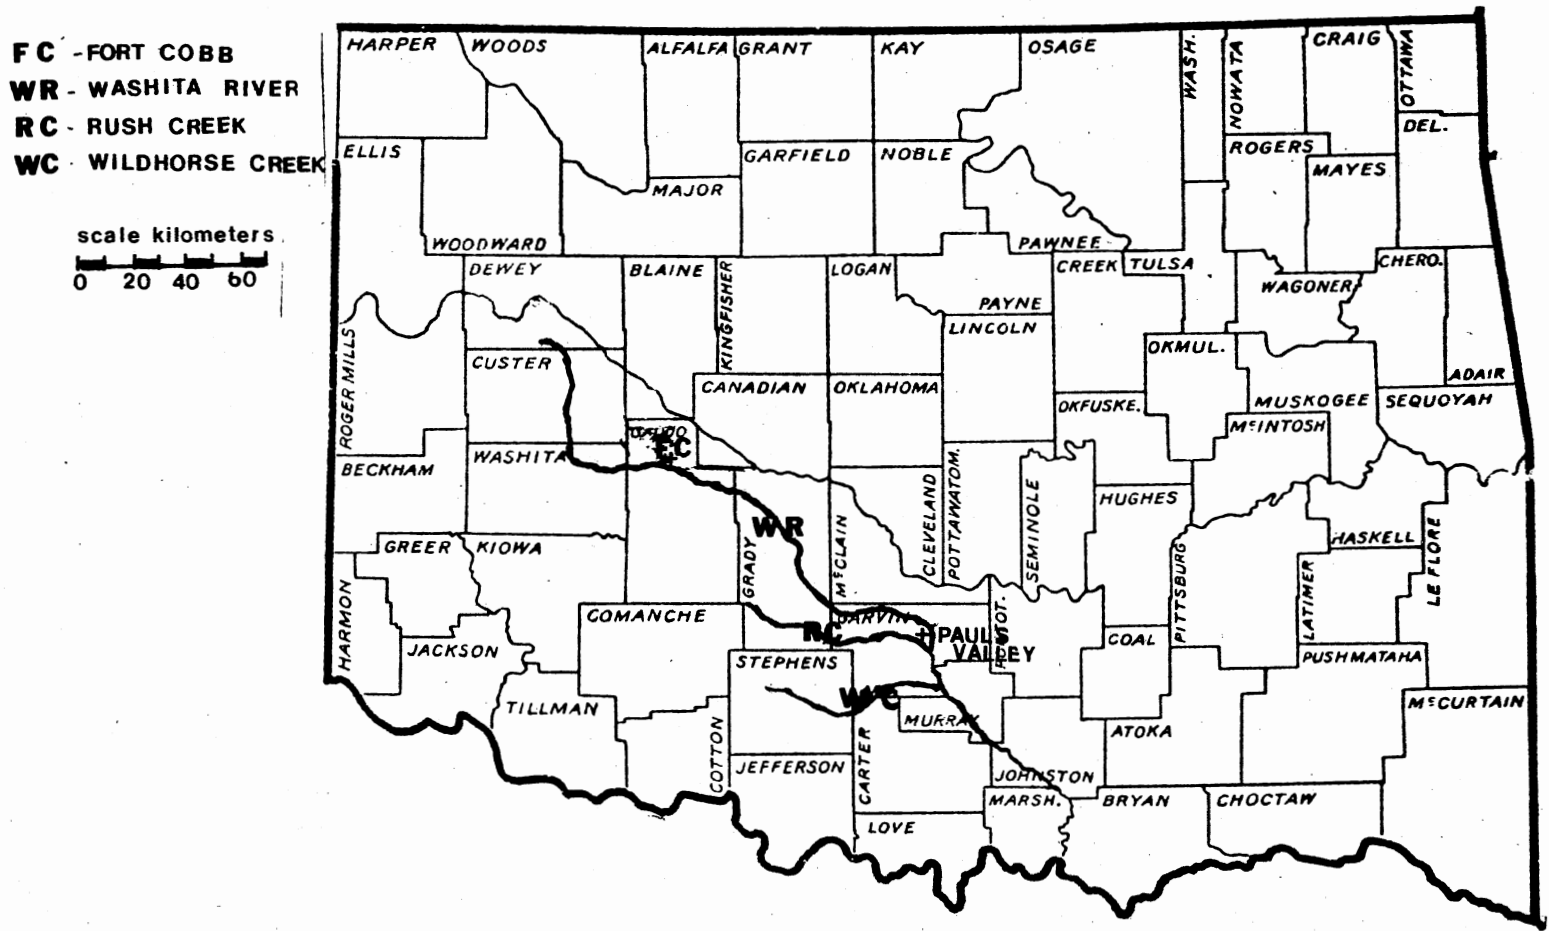 FC - FORT COBB
WR - WASHITA RIVER
RC - RUSH CREEK
WC - WILDHORSE CREEK
scale kilometers
0 20 40 60
HARPER WOODS ALFALFA GRANT KAY OSAGE WASH. NOWATA CRAIG OTTAWA
DEL.
ELLIS GARFIELD NOBLE ROGERS
MAYES
MAJOR
WOODWARD PAWNEE
DEWEY BLAINE KINGFISHER LOGAN CREEK TULSA CHERO.
WAGONER
PAYNE
LINCOLN
ROGER MILLS CUSTER OKMUL.
CANADIAN OKLAHOMA ADAIR
OKFUSKE. MUSKOGEE SEQUOYAH
McINTOSH
FC
BECKHAM WASHITA
CLEVELAND POTTAWATOM. SEMINOLE HUGHES
WR
GREER KIOWA GRADY McCLAIN PITTSBURG HASKELL LE FLORE
HARMON LATIMER
COMANCHE GARVIN PONTOT.
RC PAULS
VALLEY
COAL
JACKSON STEPHENS PUSHMATAHA
WC
TILLMAN MURRAY McCURTAIN
COTTON CARTER ATOKA
JEFFERSON JOHNSTON
MARSH. BRYAN CHOCTAW
LOVE